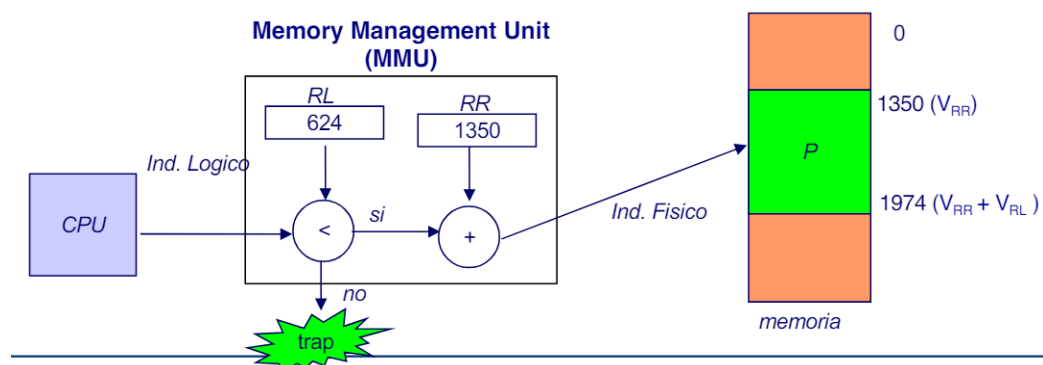 Memory Management Unit
(MMU)
0
RL
RR
624
1350
1350 (VRR)
Ind. Logico
P
CPU
si
<
+
Ind. Fisico
1974 (VRR + VRL )
no
trap
memoria